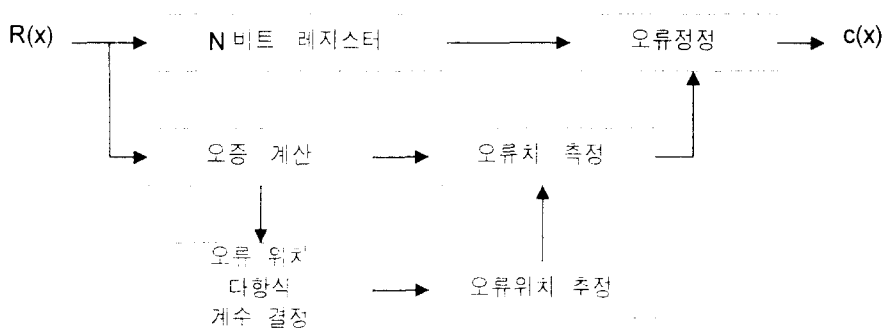 R(x)
N비트 레지스터
오류정정
c(x)
오증 계산
오류치 측정
오류 위치
다항식
계수 결정
오류위치 추정